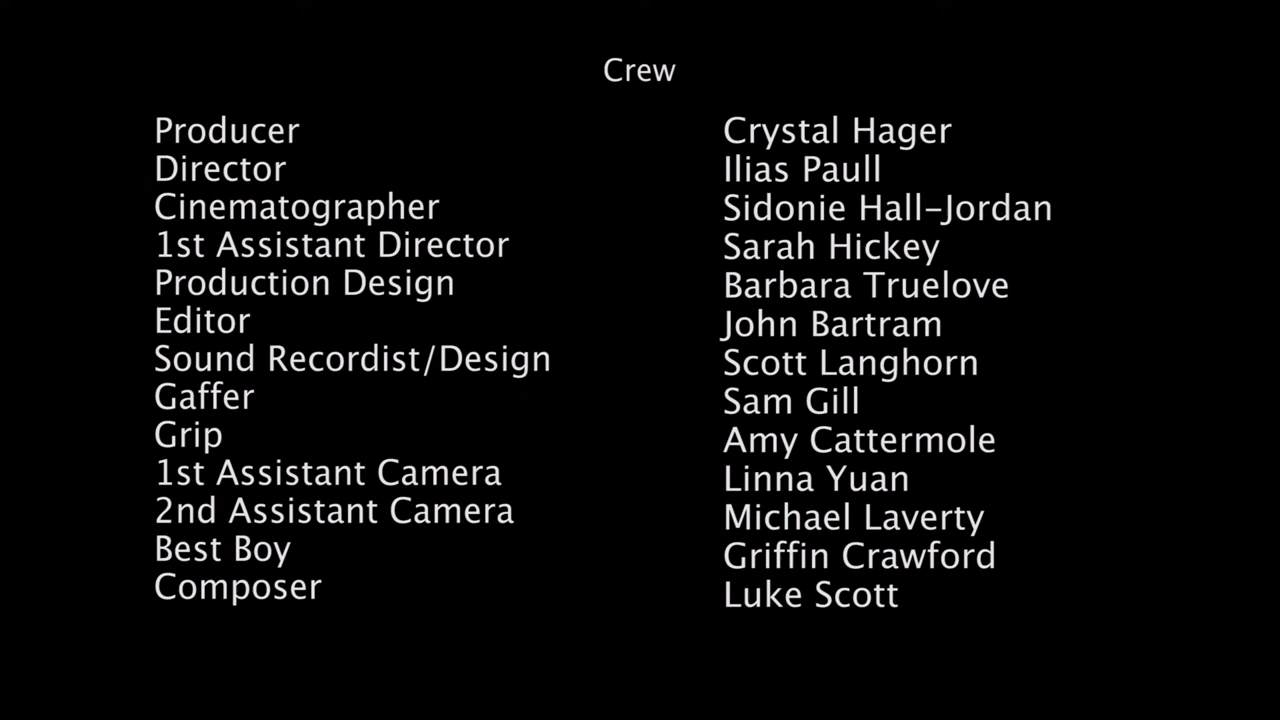 Crew
Producer Crystal Hager
Director Ilias Paull
Cinematographer Sidonie Hall-Jordan
1st Assistant Director Sarah Hickey
Production Design Barbara Truelove
Editor John Bartram
Sound Recordist/Design Scott Langhorn
Gaffer Sam Gill
Grip Amy Cattermole
1st Assistant Camera Linna Yuan
2nd Assistant Camera Michael Laverty
Best Boy Griffin Crawford
Composer Luke Scott